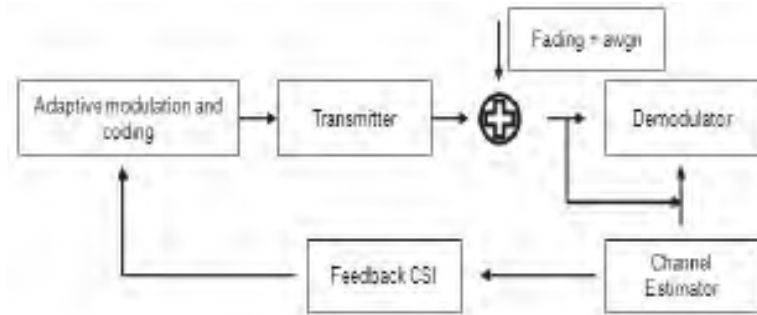 Fading + awgn
Adaptive modulation and
coding
Transmitter
Demodulator
Feedback CSI
Channel
Estimator